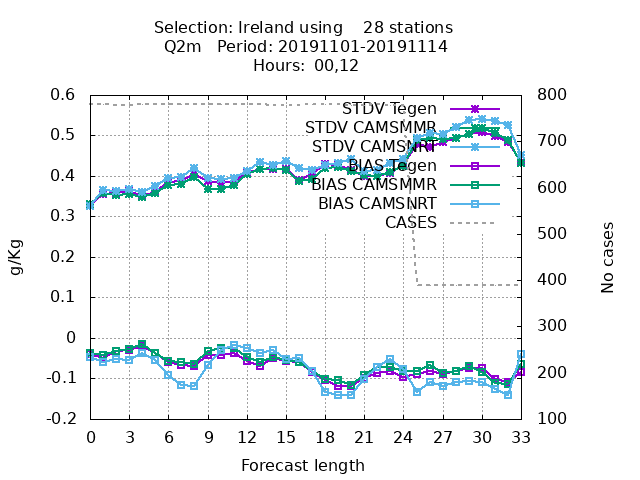 Selection: Ireland using    28 stations
Q2m   Period: 20191101-20191114
Hours:  00,12
STDV Tegen
STDV CAMSMMR
STDV CAMSNRT
BIAS Tegen
BIAS CAMSMMR
BIAS CAMSNRT
CASES
0.6
0.5
0.4
0.3
0.2
0.1
0
-0.1
-0.2
g/Kg
800
700
600
500
400
300
200
100
No cases
0 3 6 9 12 15 18 21 24 27 30 33
Forecast length